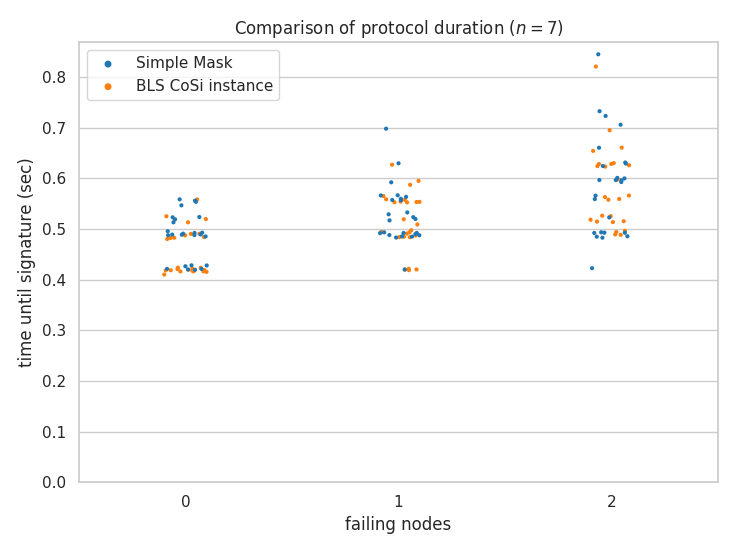 Comparison of protocol duration (n = 7)
Simple Mask
BLS CoSi instance
time until signature (sec)
0.8
0.7
0.6
0.5
0.4
0.3
0.2
0.1
0.0
0 1 2
failing nodes